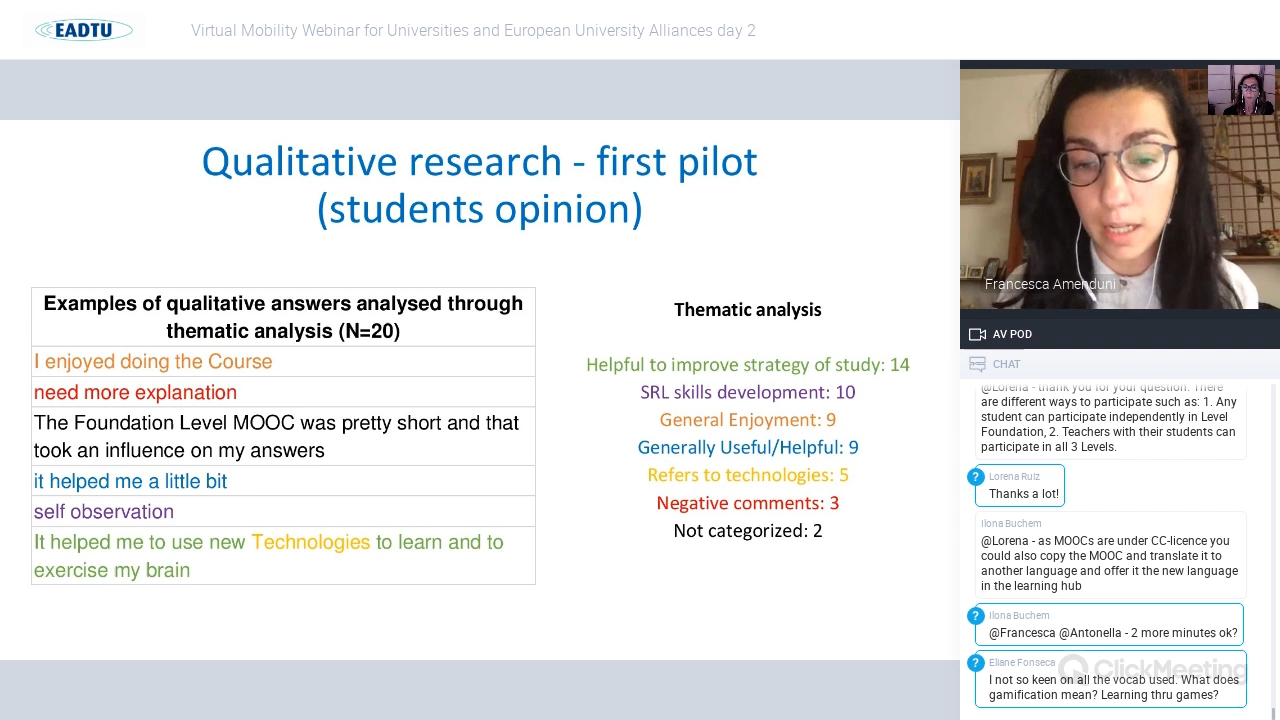 EADTU
Virtual Mobility Webinar for Universities and European University Alliances day 2
Qualitative research - first pilot
(students opinion)
Examples of qualitative answers analysed through
thematic analysis (N=20)
I enjoyed doing the Course
need more explanation
The Foundation Level MOOC was pretty short and that
took an influence on my answers
it helped me a little bit
self observation
It helped me to use new Technologies to learn and to
exercise my brain
Thematic analysis
Helpful to improve strategy of study: 14
SRL skills development: 10
General Enjoyment: 9
Generally Useful/Helpful: 9
Refers to technologies: 5
Negative comments: 3
Not categorized: 2
Francesca Amenduni
AV POD
CHAT
@Lorena - thank you for your question. There
are different ways to participate such as: 1. Any
student can participate independently in Level
Foundation, 2. Teachers with their students can
participate in all 3 Levels.
? Lorena Ruiz
Thanks a lot!
Ilona Buchem
@Lorena - as MOOCs are under CC-licence you
could also copy the MOOC and translate it to
another language and offer it the new language
in the learning hub
? Ilona Buchem
@Francesca @Antonella - 2 more minutes ok?
? Eliane Fonseca
ClickMeeting
I not so keen on all the vocab used. What does
gamification mean? Learning thru games?